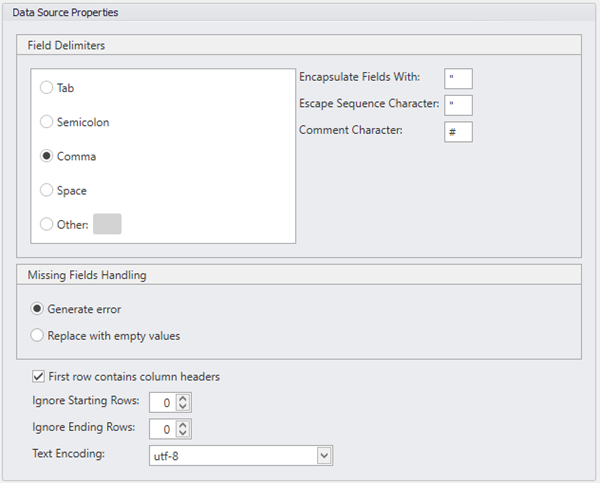 Data Source Properties
Field Delimiters
Tab
Semicolon
Comma
Space
Other:
Encapsulate Fields With: "
Escape Sequence Character: "
Comment Character: #
Missing Fields Handling
Generate error
Replace with empty values
First row contains column headers
Ignore Starting Rows: 0
Ignore Ending Rows: 0
Text Encoding: utf-8